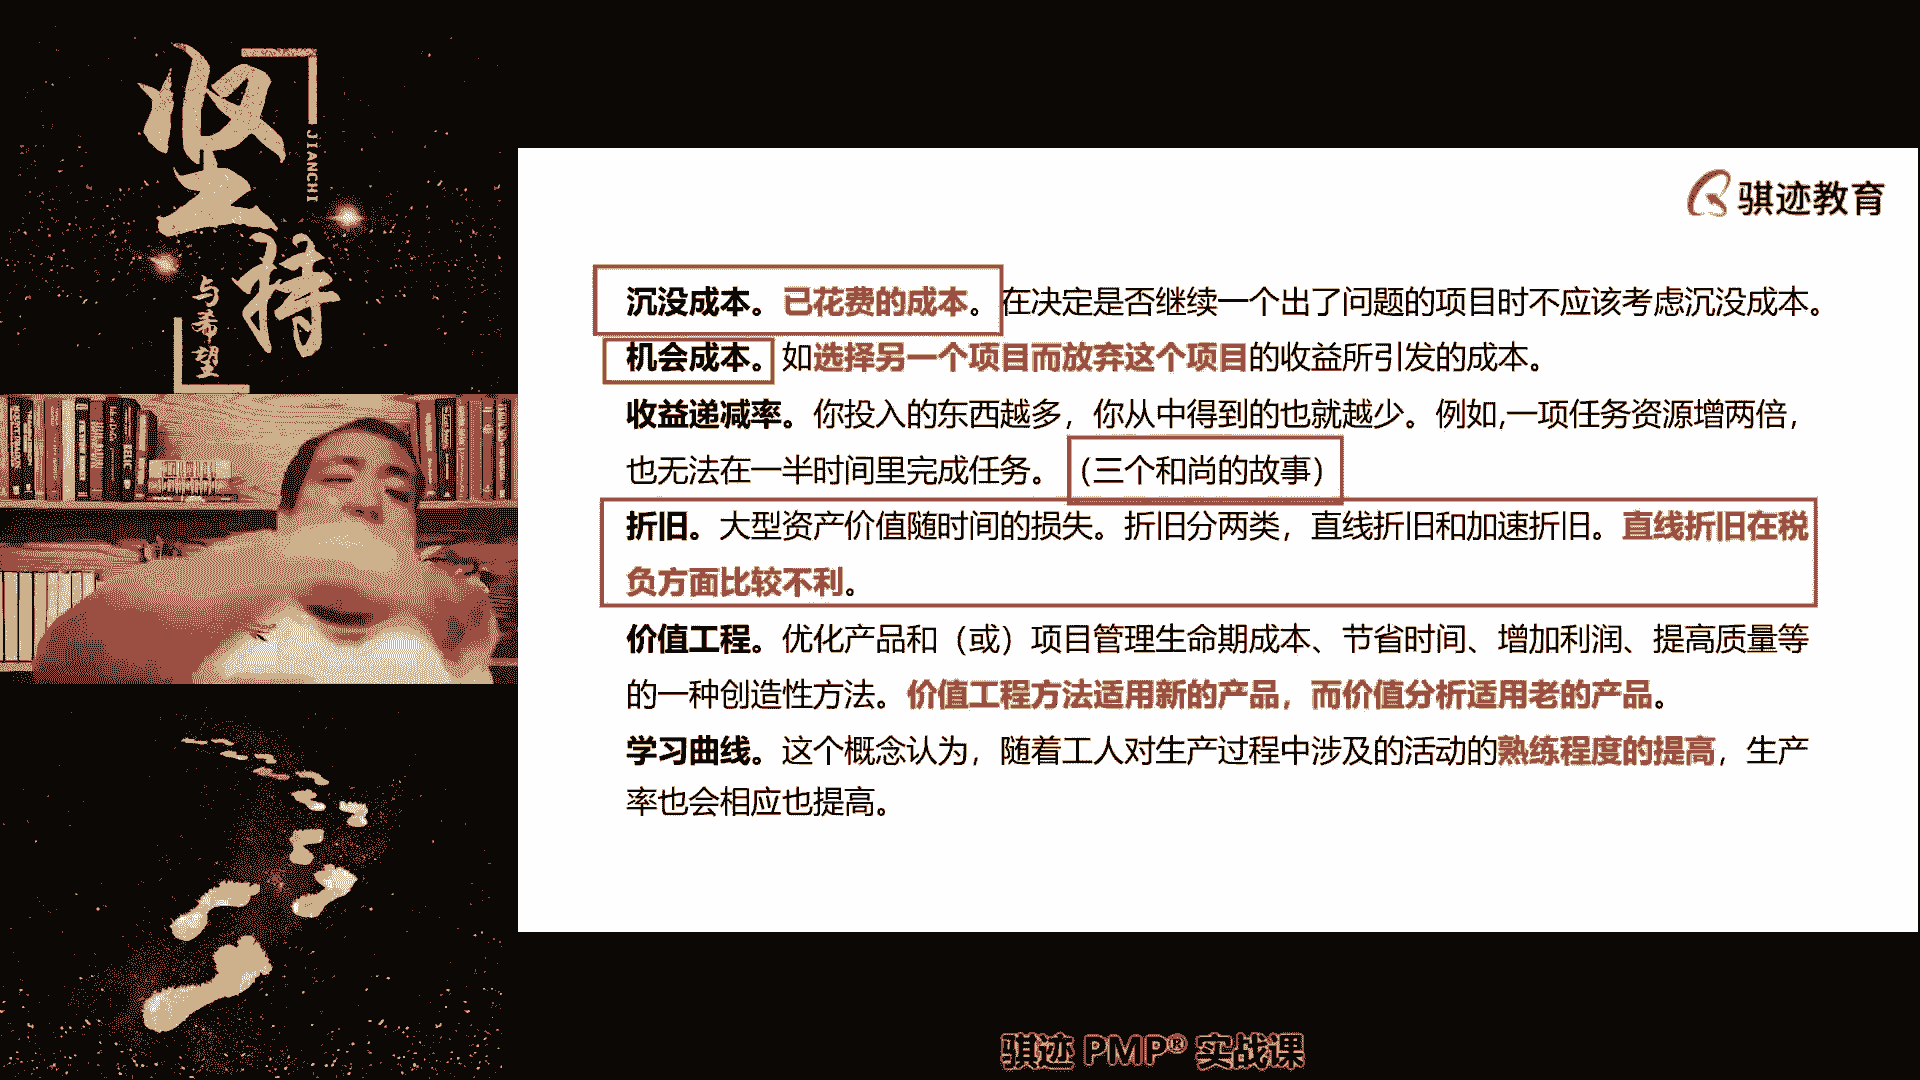 坚持
JIANCHI
与希望
骐迹教育
沉没成本。已花费的成本。在决定是否继续一个出了问题的项目时不应该考虑沉没成本。
机会成本。如选择另一个项目而放弃这个项目的收益所引发的成本。
收益递减率。你投入的东西越多，你从中得到的也就越少。例如,一项任务资源增两倍，
也无法在一半时间里完成任务。（三个和尚的故事）
折旧。大型资产价值随时间的损失。折旧分两类，直线折旧和加速折旧。直线折旧在税
负方面比较不利。
价值工程。优化产品和（或）项目管理生命期成本、节省时间、增加利润、提高质量等
的一种创造性方法。价值工程方法适用新的产品，而价值分析适用老的产品。
学习曲线。这个概念认为，随着工人对生产过程中涉及的活动的熟练程度的提高，生产
率也会相应也提高。
骐迹 PMP® 实战课